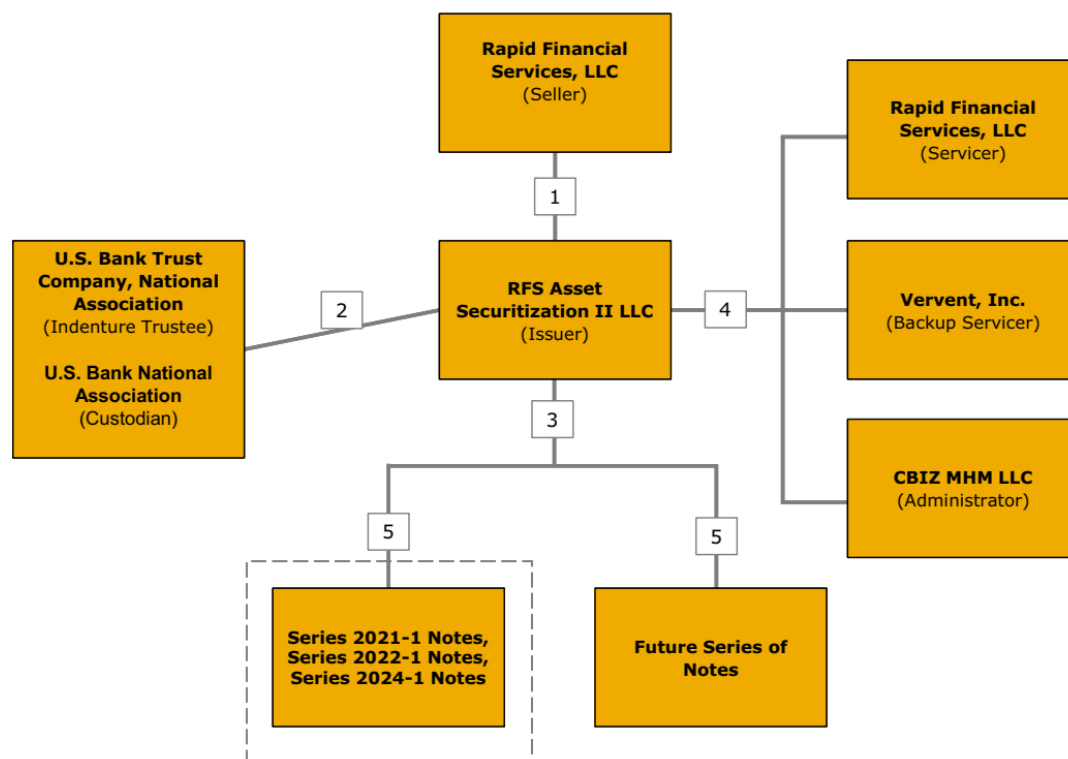 Rapid Financial
Services, LLC
(Seller)
1
Rapid Financial
Services, LLC
(Servicer)
U.S. Bank Trust
Company, National
Association
(Indenture Trustee)
U.S. Bank National
Association
(Custodian)
2
RFS Asset
Securitization II LLC
(Issuer)
4
Vervent, Inc.
(Backup Servicer)
3
CBIZ MHM LLC
(Administrator)
5
5
Series 2021-1 Notes,
Series 2022-1 Notes,
Series 2024-1 Notes
Future Series of
Notes